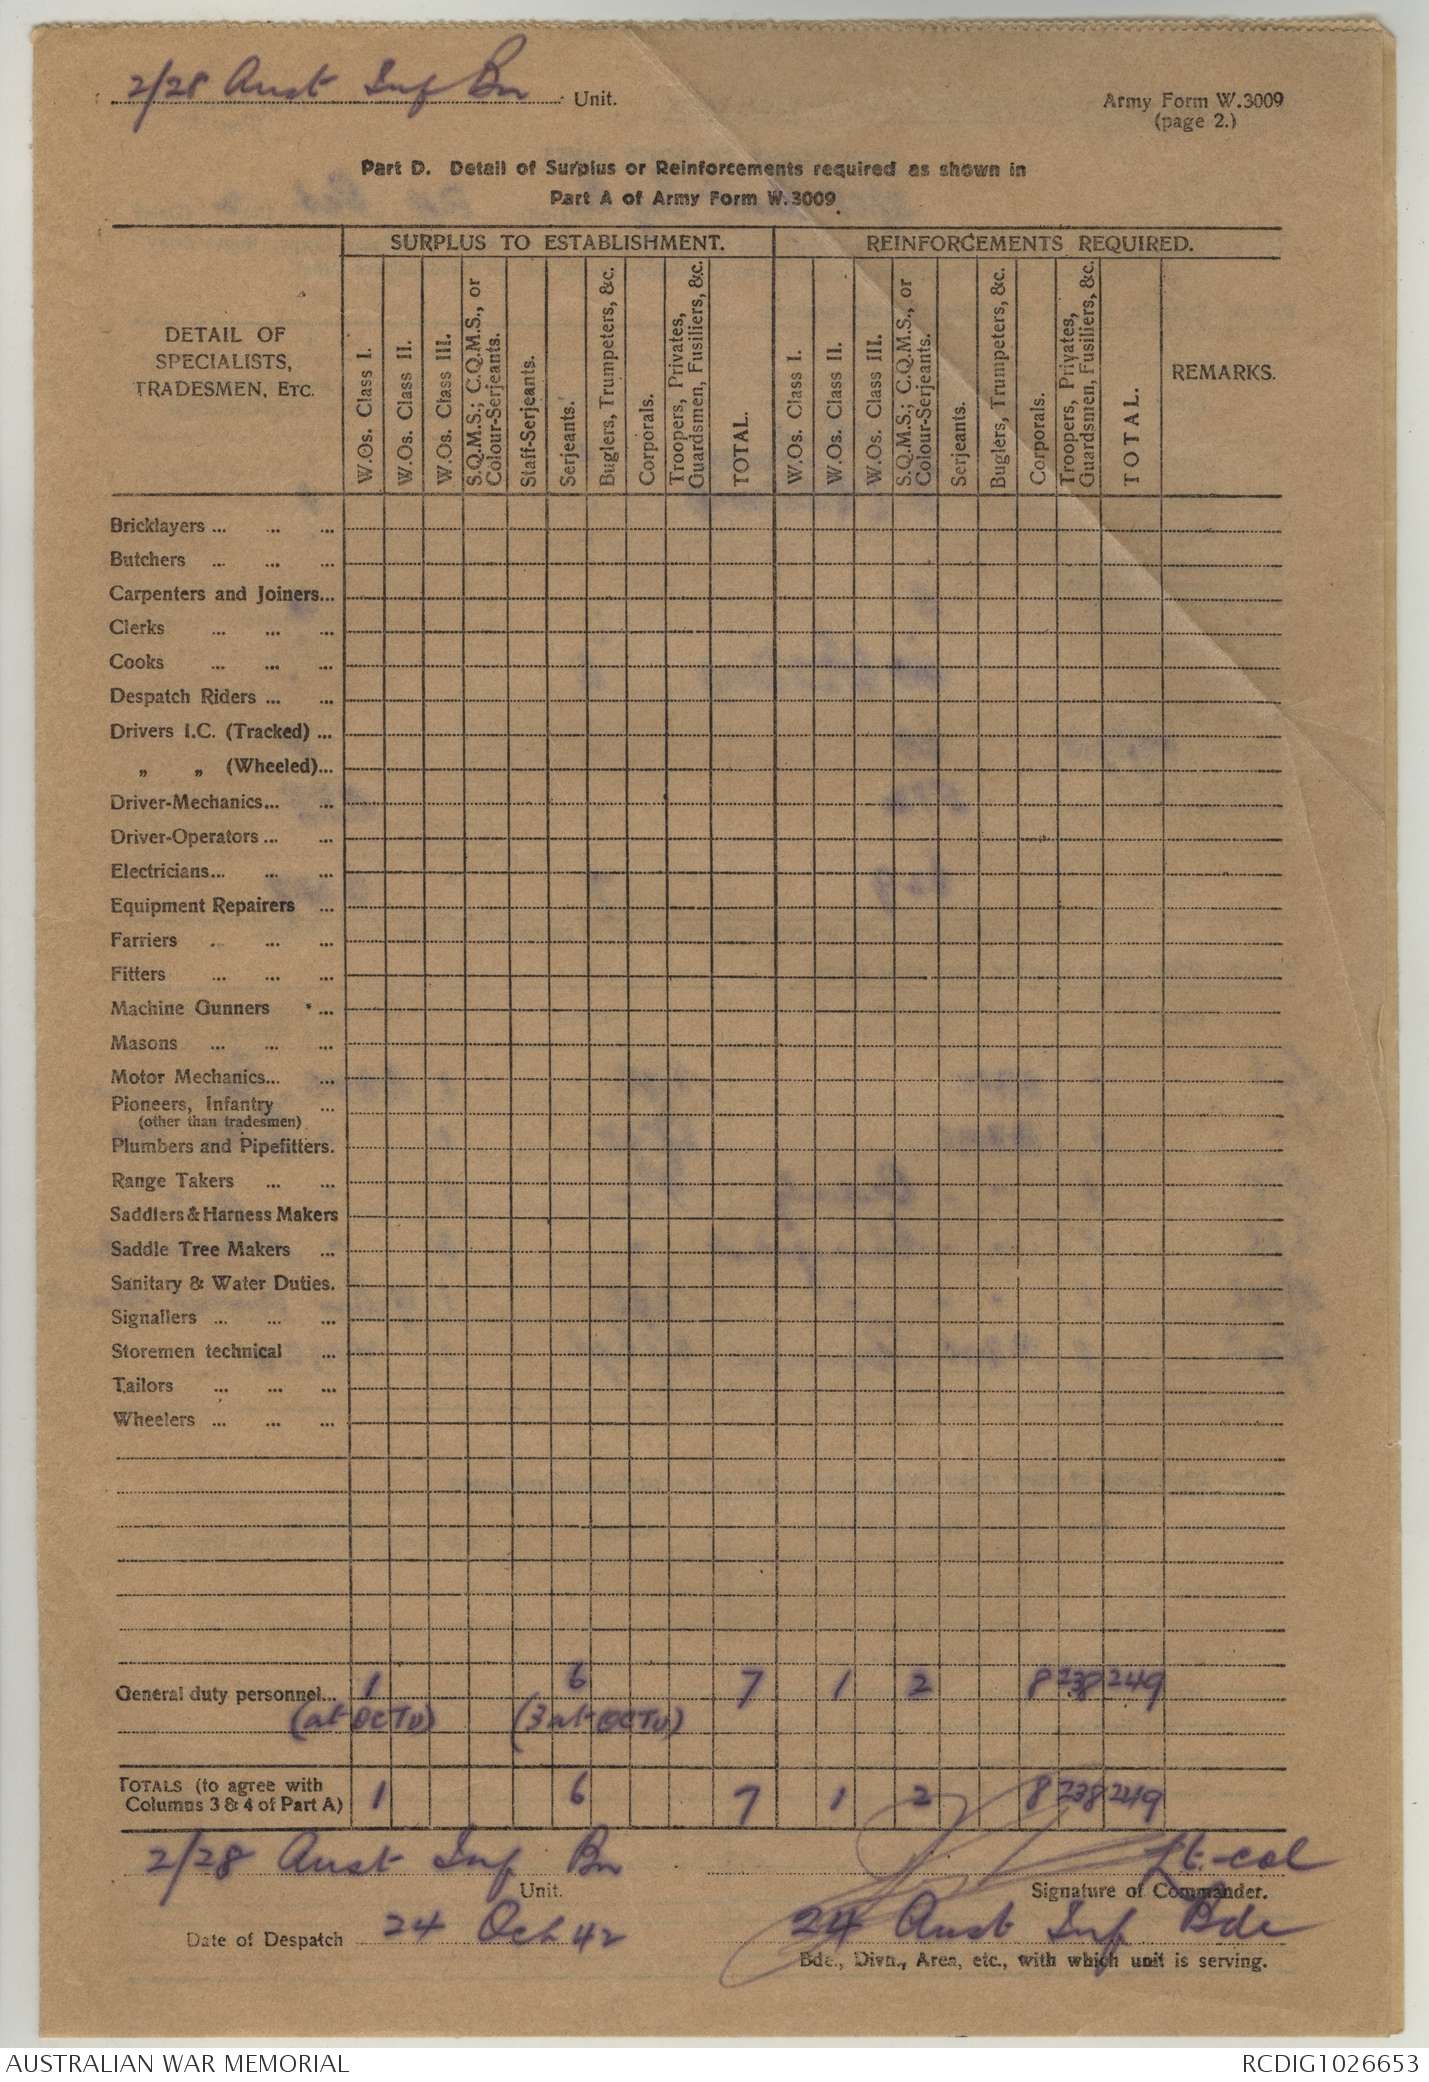 2/28 Aust Inf Bn Unit.
Army Form W.3009
(page 2.)
Part D. Detail of Surplus or Reinforcements required as shown in
Part A of Army Form W.3009
SURPLUS TO ESTABLISHMENT. REINFORCEMENTS REQUIRED.
DETAIL OF
SPECIALISTS,
TRADESMEN, ETC.
W.Os. Class I.
W.Os. Class II.
W.Os. Class III.
S.Q.M.S.; C.Q.M.S., or
Colour-Serjeants.
Staff-Serjeants.
Serjeants.
Buglers, Trumpeters, &c.
Corporals.
Troopers, Privates,
Guardsmen, Fusiliers, &c.
TOTAL.
W.Os. Class I.
W.Os. Class II.
W.Os. Class III.
S.Q.M.S.; C.Q.M.S., or
Colour-Serjeants.
Serjeants.
Buglers, Trumpeters, &c.
Corporals.
Troopers, Privates,
Guardsmen, Fusiliers, &c.
TOTAL.
REMARKS.
Bricklayers ... ... ...
Butchers ... ... ...
Carpenters and Joiners...
Clerks ... ... ...
Cooks ... ... ...
Despatch Riders ... ...
Drivers I.C. (Tracked) ...
„ „ (Wheeled)...
Driver-Mechanics... ...
Driver-Operators ... ...
Electricians... ... ...
Equipment Repairers ...
Farriers . ... ...
Fitters ... ... ...
Machine Gunners ...
Masons ... ... ...
Motor Mechanics... ...
Pioneers, Infantry ...
(other than tradesmen)
Plumbers and Pipefitters.
Range Takers ... ...
Saddlers & Harness Makers
Saddle Tree Makers ...
Sanitary & Water Duties.
Signallers ... ... ...
Storemen technical ...
Tailors ... ... ...
Wheelers ... ... ...
General duty personnel... 1 6 7 1 2 8 238 249
(at OCTU) (3 at OCTU)
TOTALS (to agree with
Columns 3 & 4 of Part A) 1 6 7 1 2 8 238 249
2/28 Aust Inf Bn Lt-Col
Unit. Signature of Commander.
Date of Despatch 24 Oct 42 24 Aust Inf Bde
Bde., Divn., Area, etc., with which unit is serving.
AUSTRALIAN WAR MEMORIAL RCDIG1026653